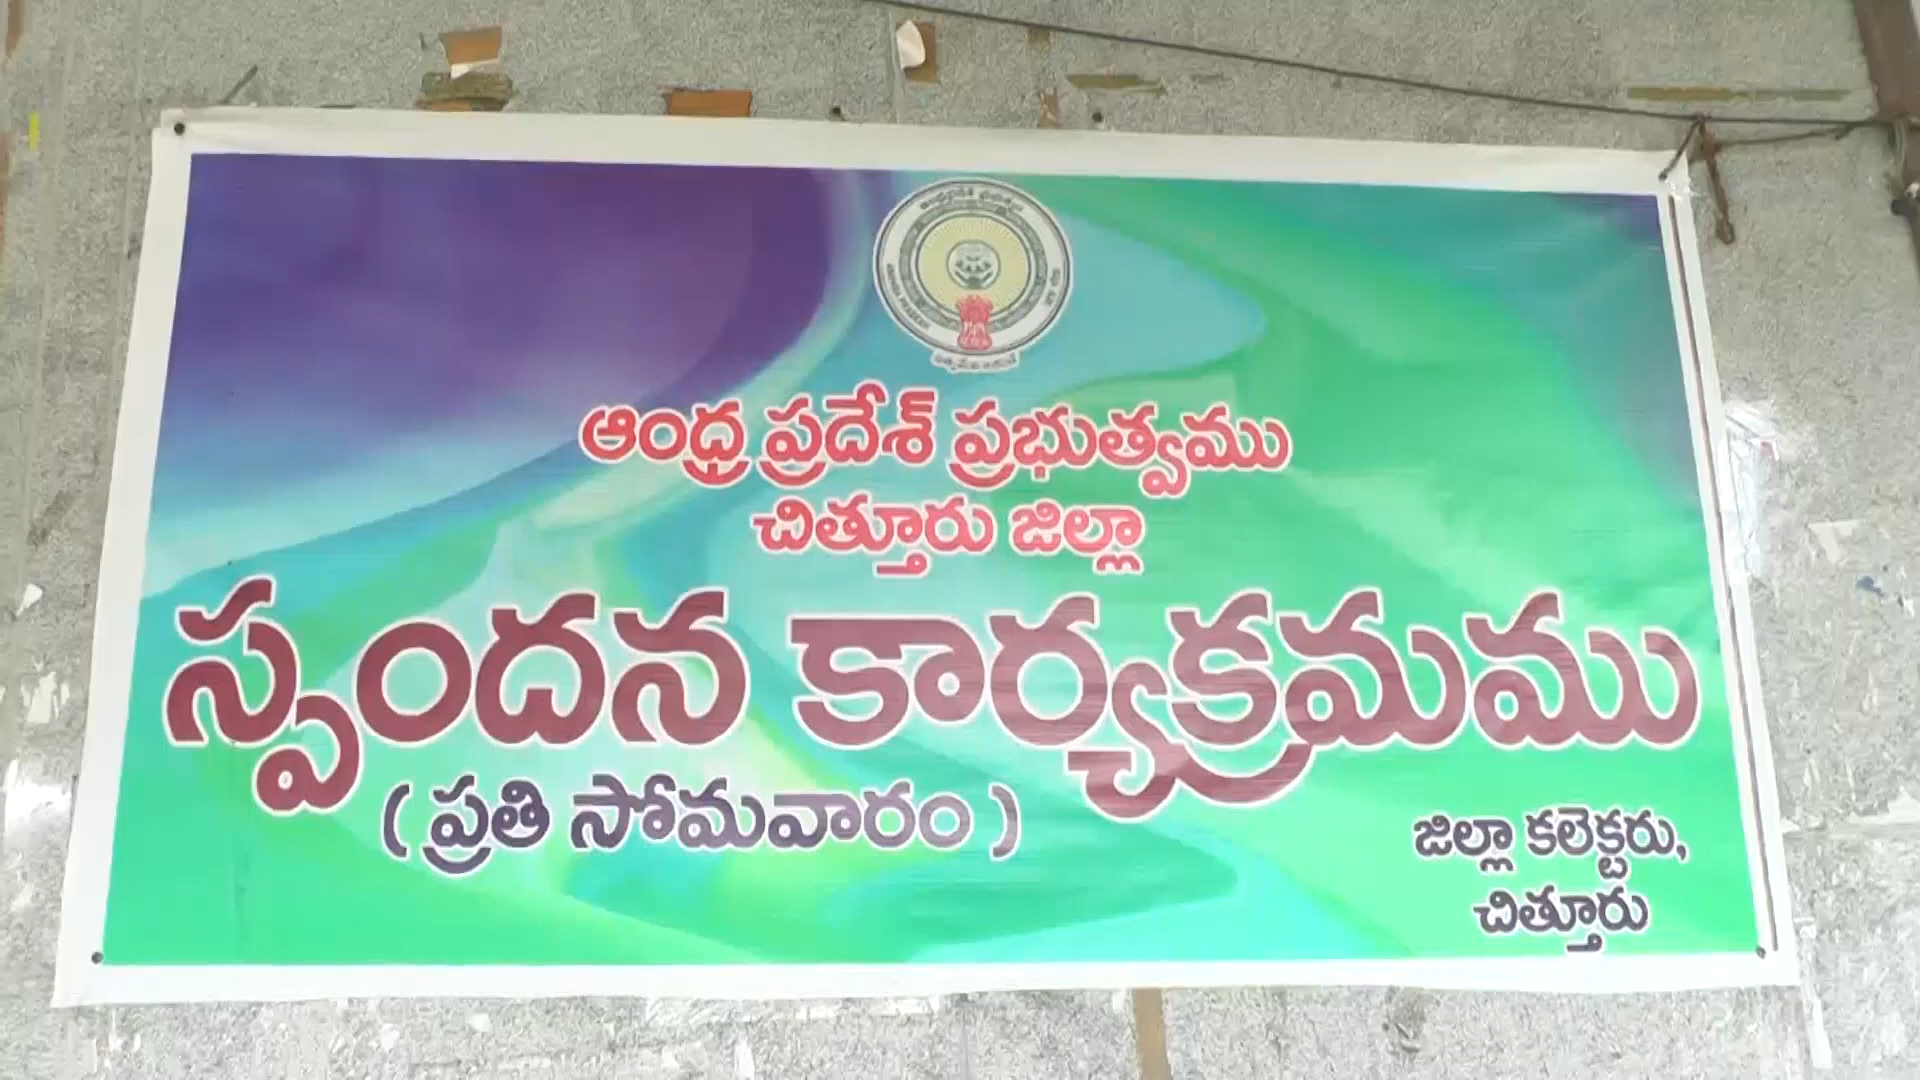 ఆంధ్ర ప్రదేశ్ ప్రభుత్వము
చిత్తూరు జిల్లా
స్పందన కార్యక్రమము
( ప్రతి సోమవారం )
జిల్లా కలెక్టరు,
చిత్తూరు